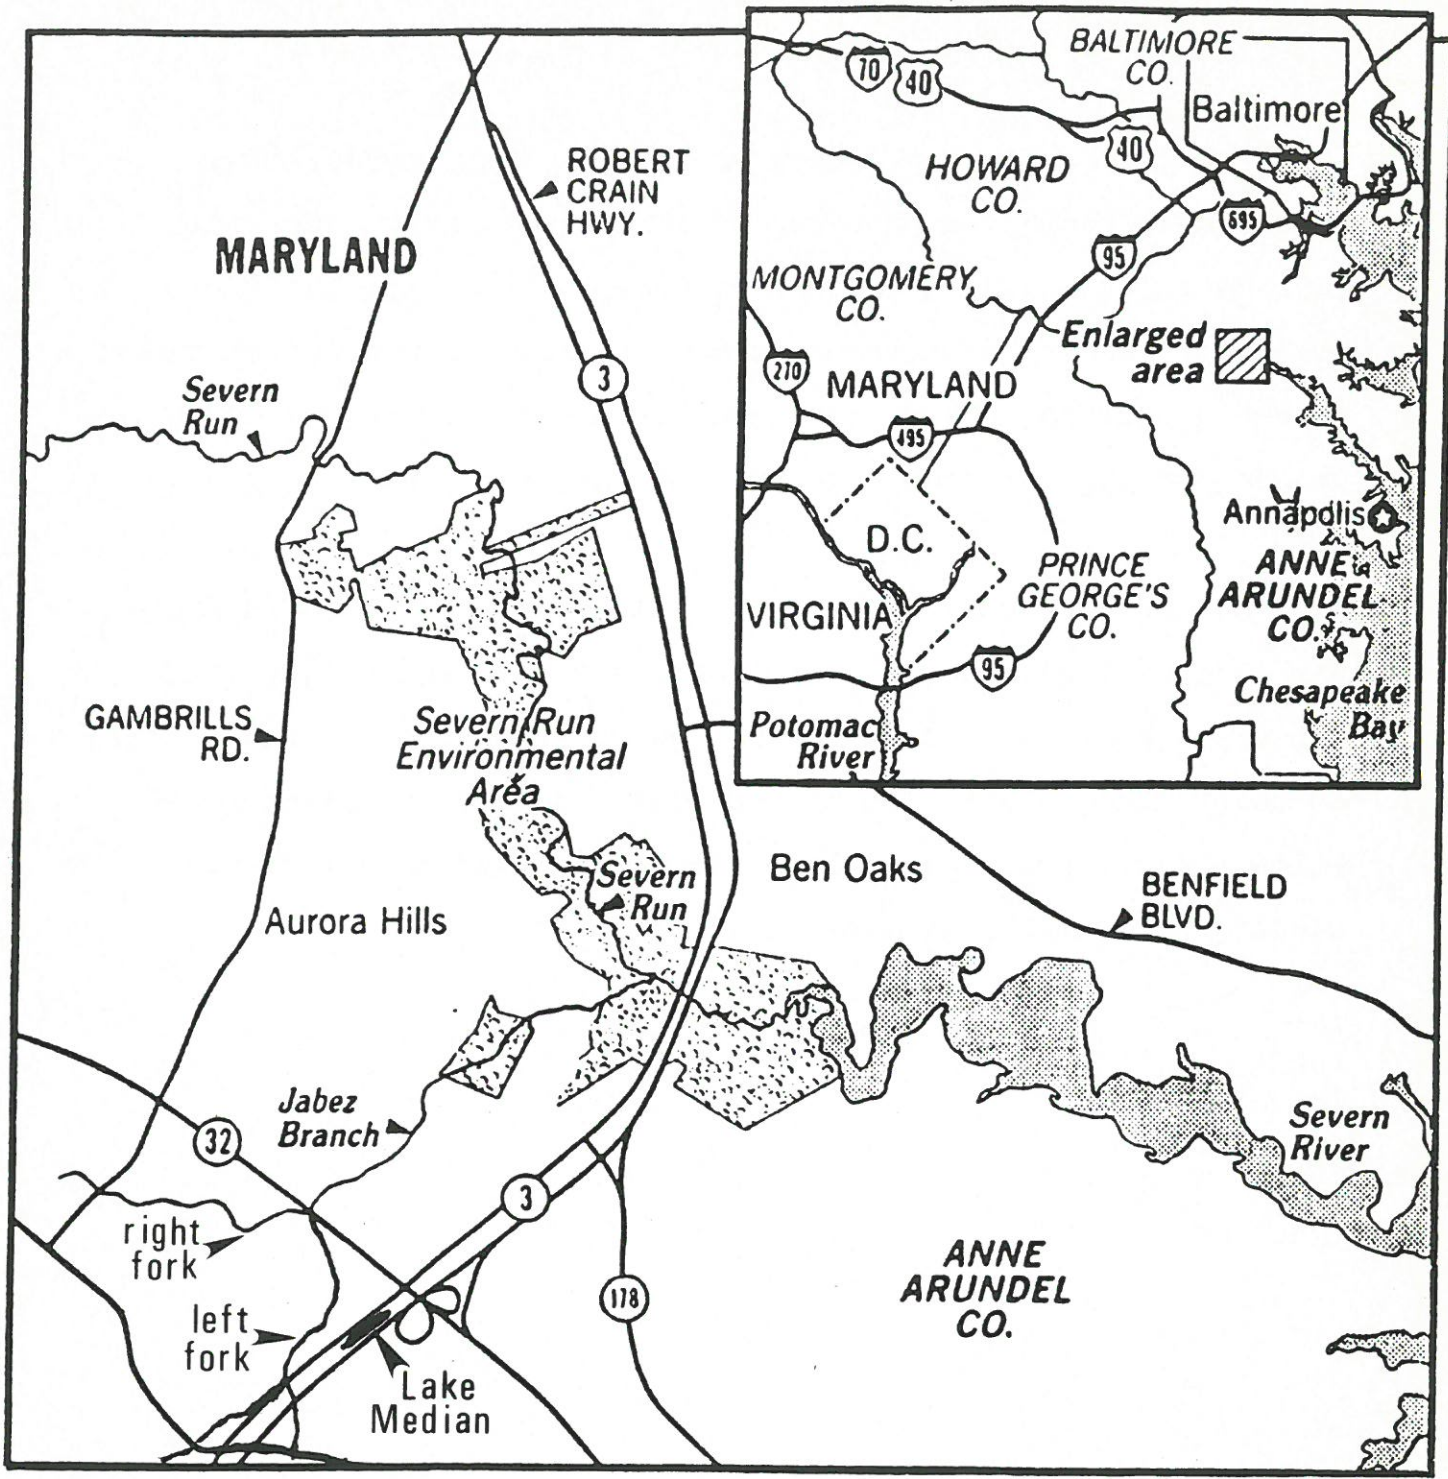 ROBERT
CRAIN
HWY.
MARYLAND
3
Severn
Run
GAMBRILLS
RD.
Severn Run
Environmental
Area
Severn
Run
Aurora Hills
Ben Oaks
BENFIELD
BLVD.
Jabez
Branch
32
3
right
fork
left
fork
Lake
Median
178
ANNE
ARUNDEL
CO.
Severn
River
BALTIMORE
CO.
70
40
Baltimore
40
HOWARD
CO.
695
95
MONTGOMERY
CO.
Enlarged
area
270
MARYLAND
495
D.C.
Annapolis
PRINCE
GEORGE'S
CO.
ANNE
ARUNDEL
CO.
VIRGINIA
95
Chesapeake
Bay
Potomac
River